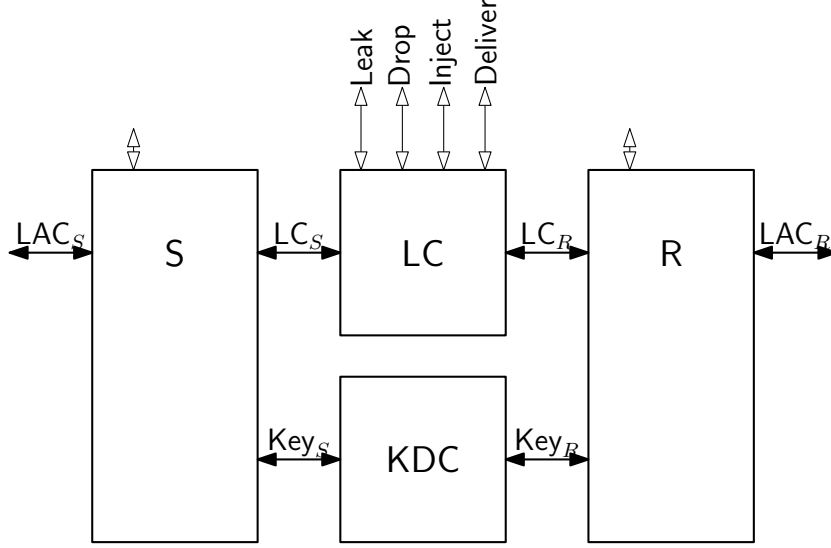 Leak
Drop
Inject
Deliver
LAC_S
S
LC_S
LC
LC_R
R
LAC_R
Key_S
KDC
Key_R